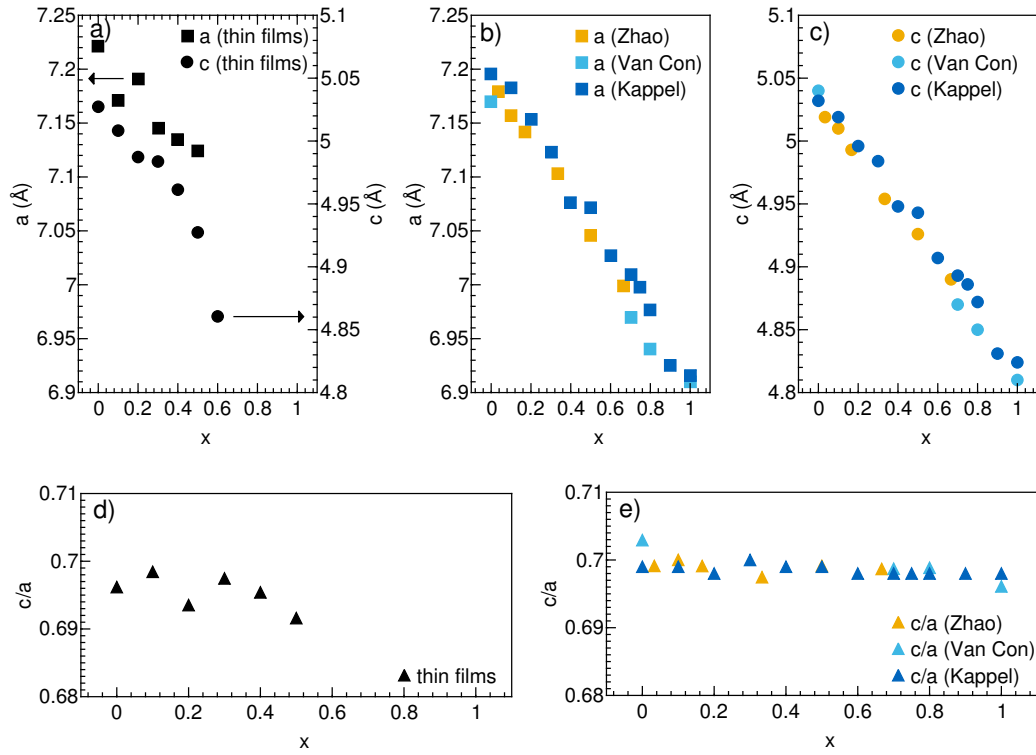 a)
a (thin films)
c (thin films)
7.25
7.2
7.15
7.1
7.05
7
6.95
6.9
a (Å)
5.1
5.05
5
4.95
4.9
4.85
4.8
c (Å)
0 0.2 0.4 0.6 0.8 1
x
b)
a (Zhao)
a (Van Con)
a (Kappel)
7.25
7.2
7.15
7.1
7.05
7
6.95
6.9
a (Å)
0 0.2 0.4 0.6 0.8 1
x
c)
c (Zhao)
c (Van Con)
c (Kappel)
5.1
5.05
5
4.95
4.9
4.85
4.8
c (Å)
0 0.2 0.4 0.6 0.8 1
x
d)
0.71
0.7
0.69
0.68
c/a
thin films
0 0.2 0.4 0.6 0.8 1
x
e)
0.71
0.7
0.69
0.68
c/a
c/a (Zhao)
c/a (Van Con)
c/a (Kappel)
0 0.2 0.4 0.6 0.8 1
x